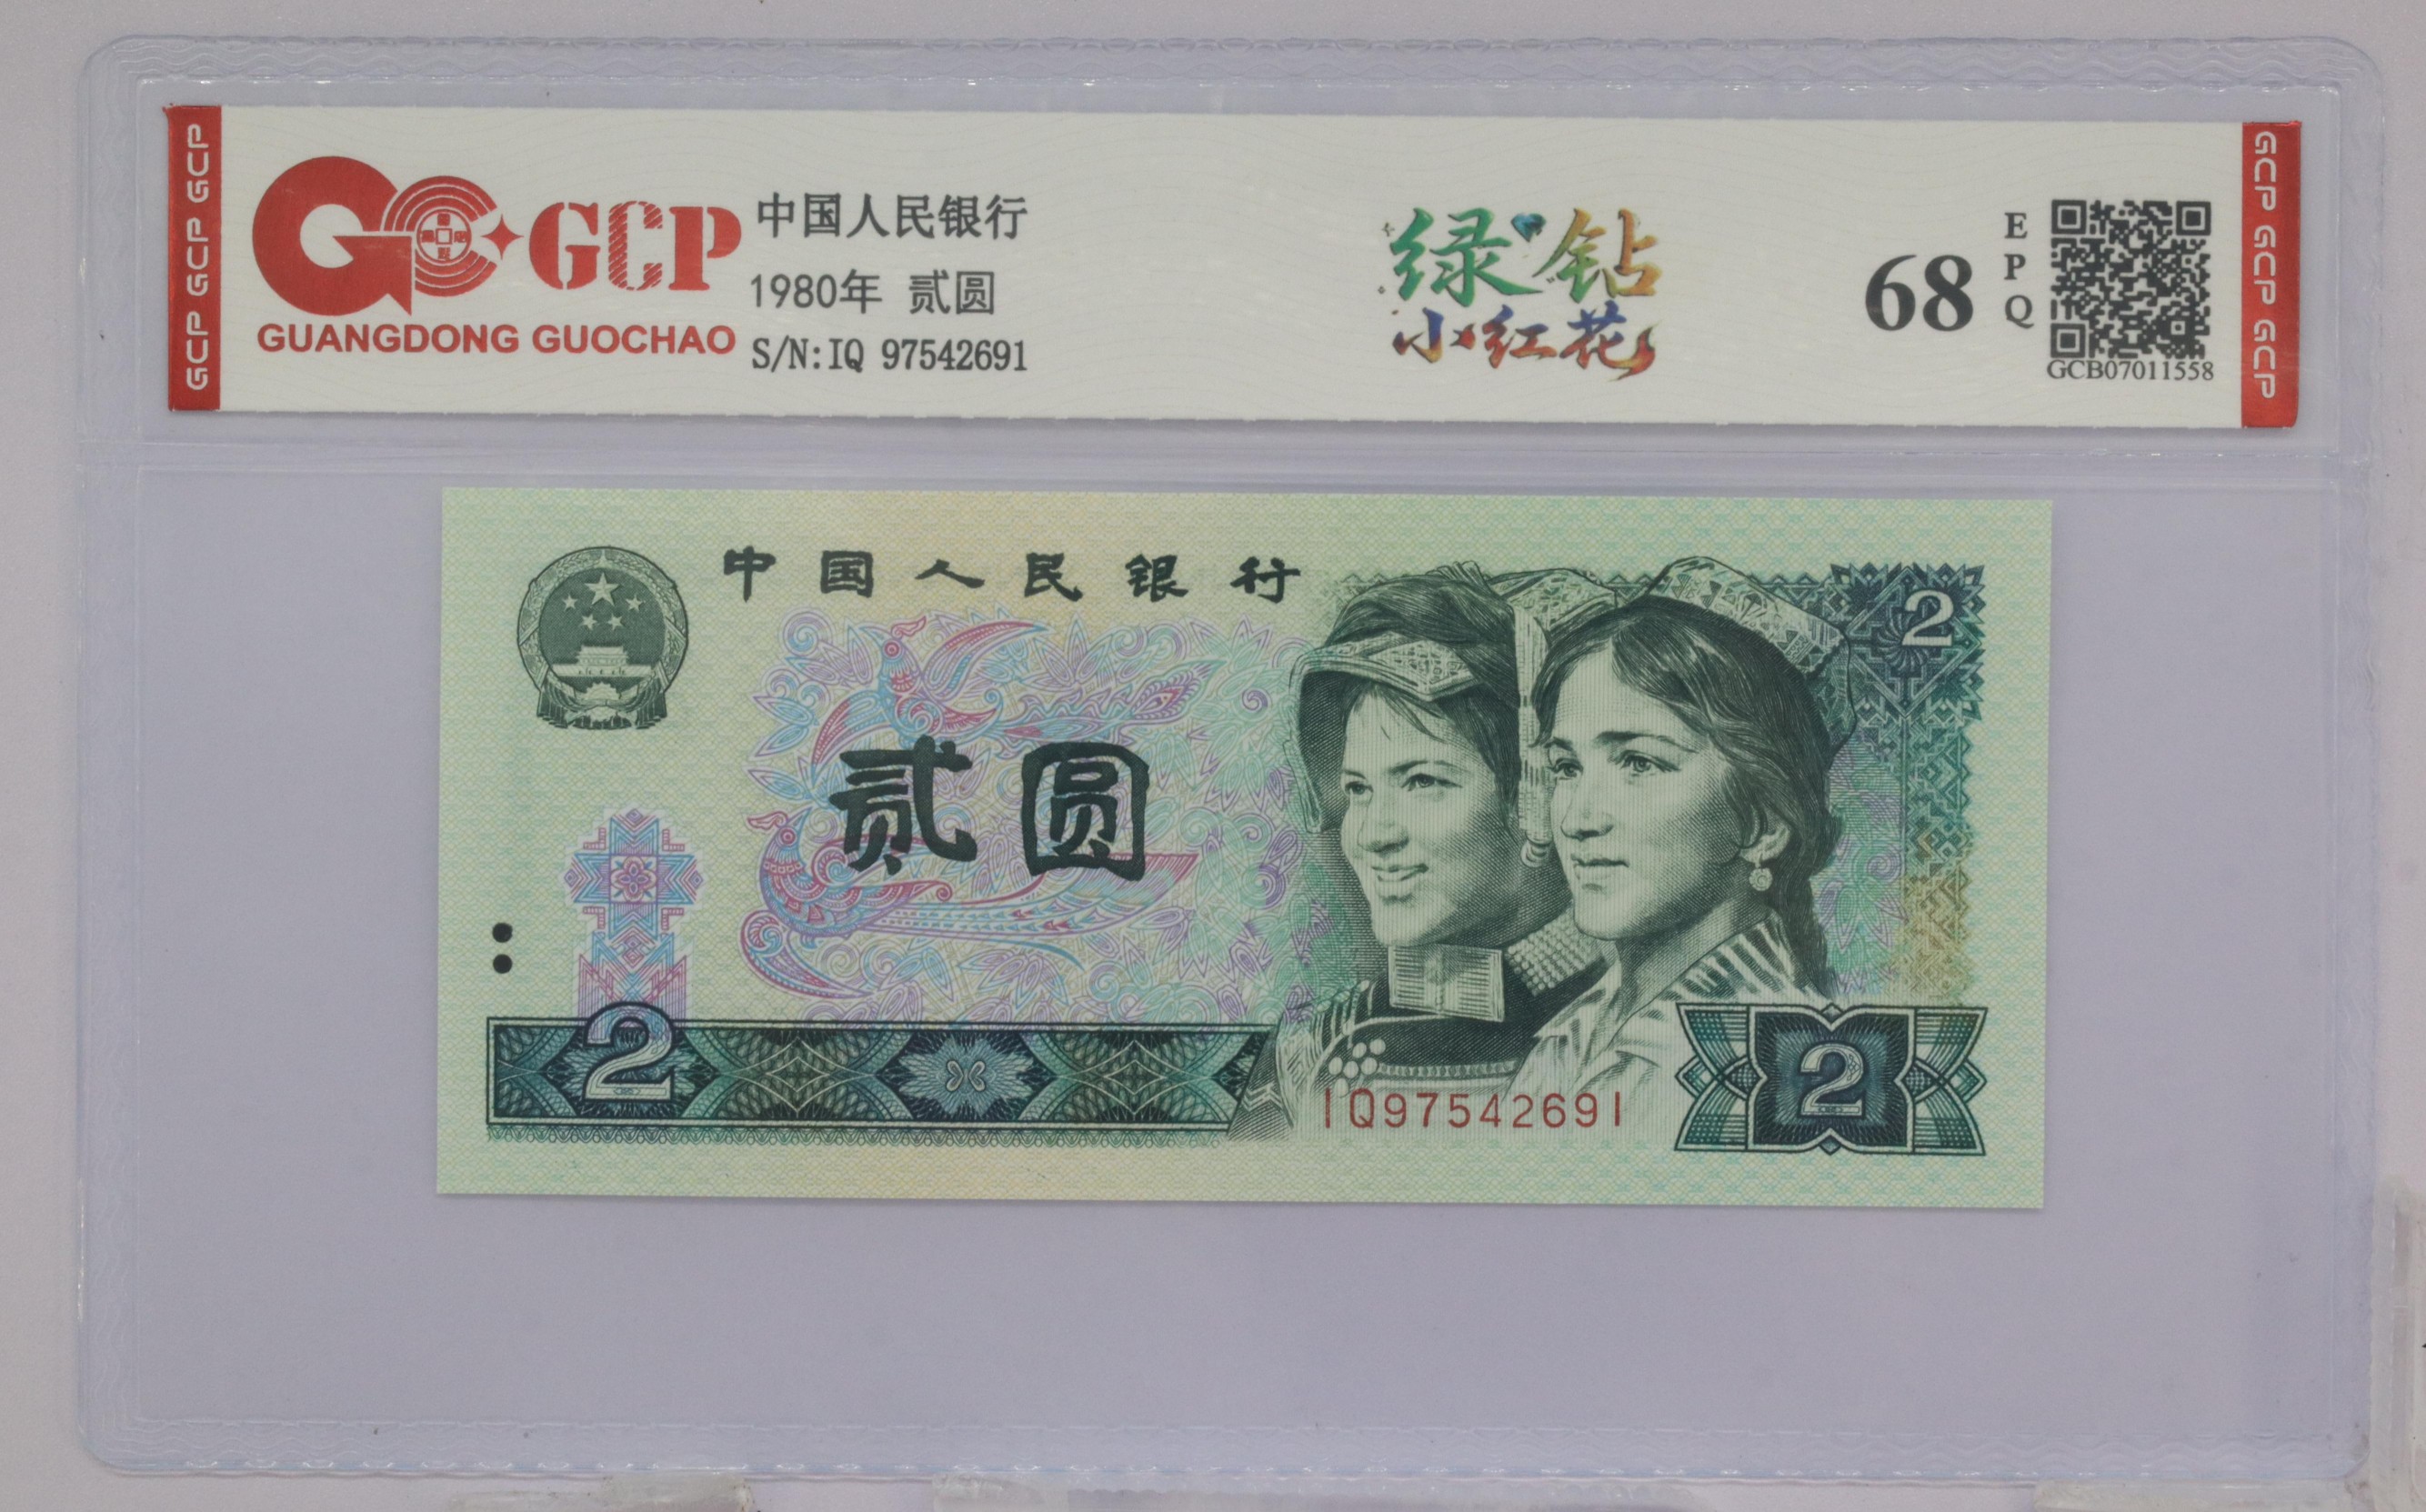 GCP GCP GCP
GCP
GUANGDONG GUOCHAO
中国人民银行
1980年 贰圆
S/N:IQ 97542691
绿钻
小红花
68
EPQ
GCB07011558
GCP GCP GCP
中国人民银行
2
贰圆
2
IQ97542691
2